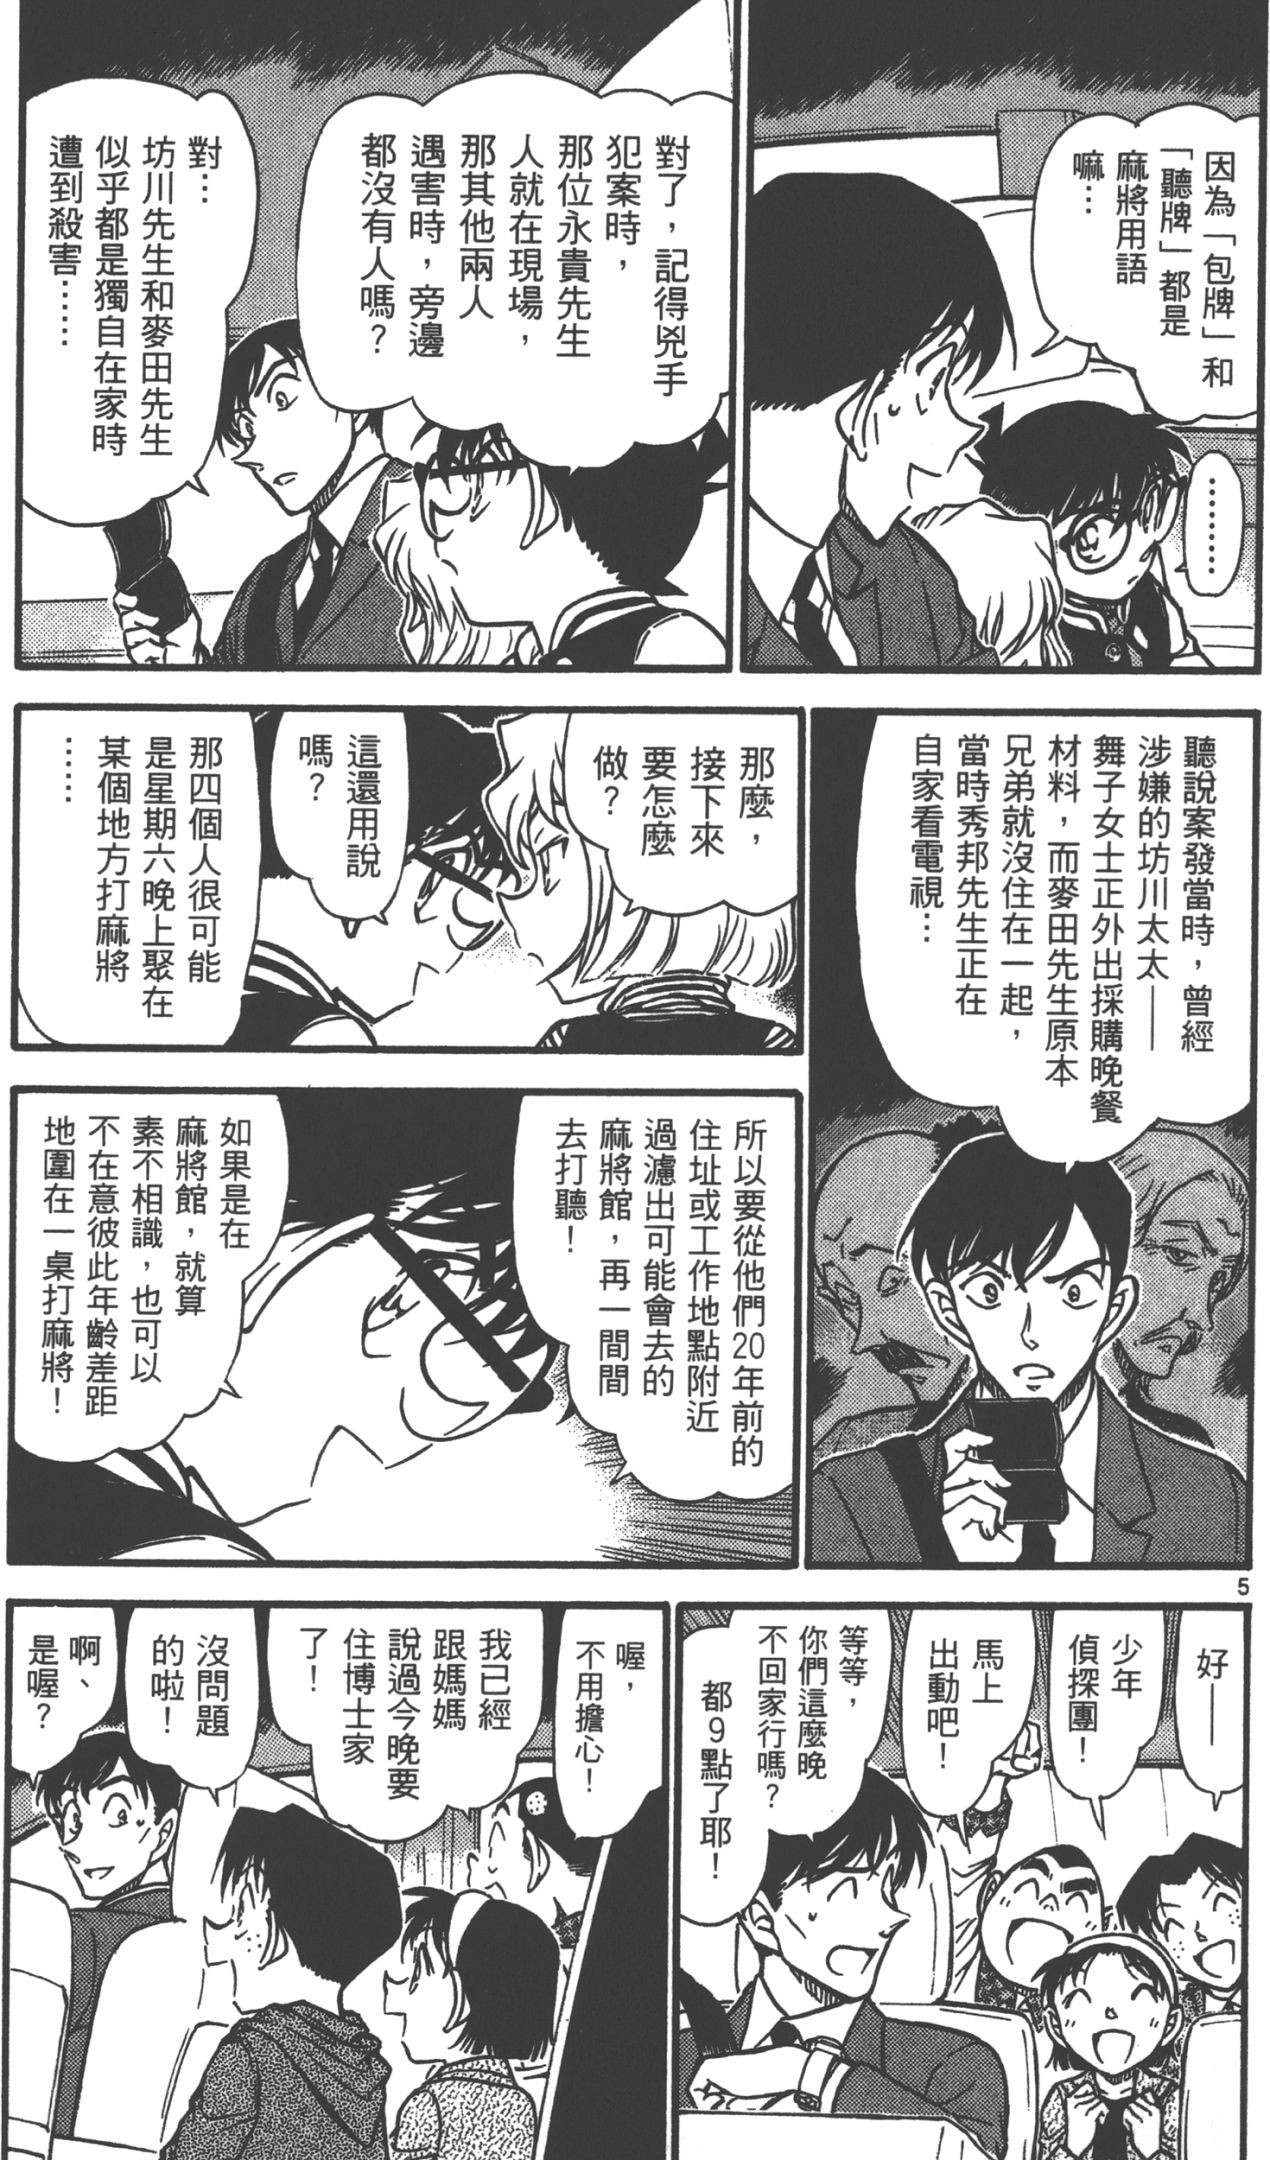 因為「包牌」和
「聽牌」都是
麻將用語
嘛…
………
對了，記得兇手
犯案時，
那位永貴先生
人就在現場，
那其他兩人
遇害時，旁邊
都沒有人嗎？
對…
坊川先生和麥田先生
似乎都是獨自在家時
遭到殺害……
聽說案發當時，曾經
涉嫌的坊川太太——
舞子女士正外出採購晚餐
材料，而麥田先生原本
兄弟就沒住在一起，
當時秀邦先生正在
自家看電視…
那麼，
接下來
要怎麼
做？
這還用說
嗎？
那四個人很可能
是星期六晚上聚在
某個地方打麻將
……
所以要從他們20年前的
住址或工作地點附近
過濾出可能會去的
麻將館，再一間間
去打聽！
如果是在
麻將館，就算
素不相識，也可以
不在意彼此年齡差距
地圍在一桌打麻將！
5
好——
少年
偵探團！
馬上
出動吧！
等等，
你們這麼晚
不回家行嗎？
都9點了耶！
喔，
不用擔心！
我已經
跟媽媽
說過今晚要
住博士家
了！
沒問題
的啦！
啊、
是喔？